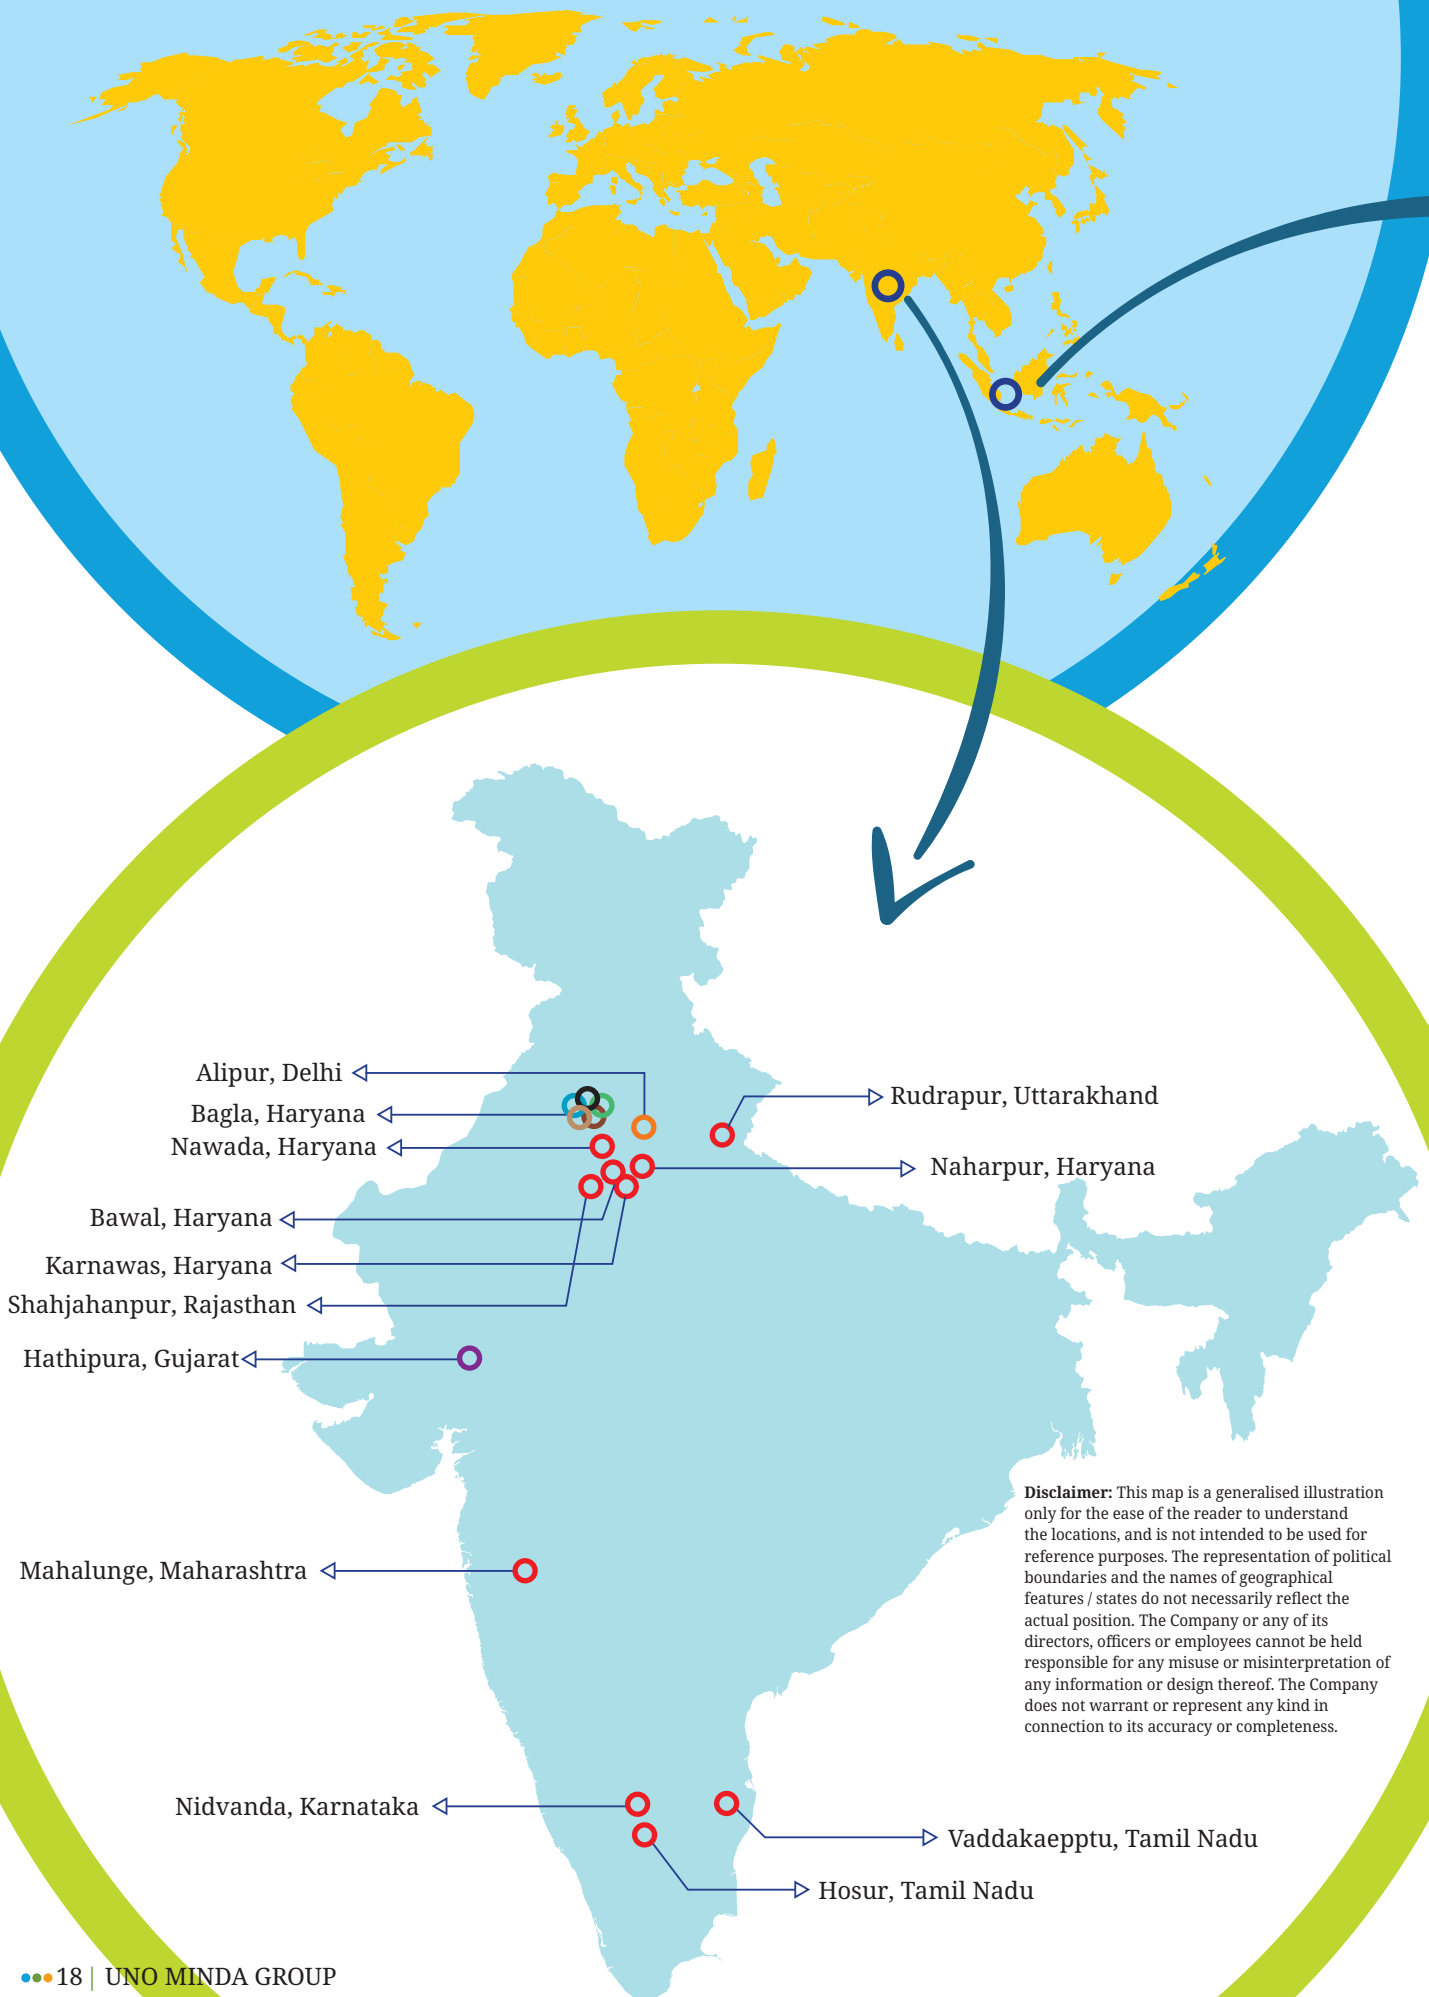 Alipur, Delhi
Bagla, Haryana
Nawada, Haryana
Bawal, Haryana
Karnawas, Haryana
Shahjahanpur, Rajasthan
Hathipura, Gujarat
Mahalunge, Maharashtra
Nidvanda, Karnataka
Rudrapur, Uttarakhand
Naharpur, Haryana
Disclaimer: This map is a generalised illustration
only for the ease of the reader to understand
the locations, and is not intended to be used for
reference purposes. The representation of political
boundaries and the names of geographical
features / states do not necessarily reflect the
actual position. The Company or any of its
directors, officers or employees cannot be held
responsible for any misuse or misinterpretation of
any information or design thereof. The Company
does not warrant or represent any kind in
connection to its accuracy or completeness.
Vaddakaepptu, Tamil Nadu
Hosur, Tamil Nadu
18 | UNO MINDA GROUP